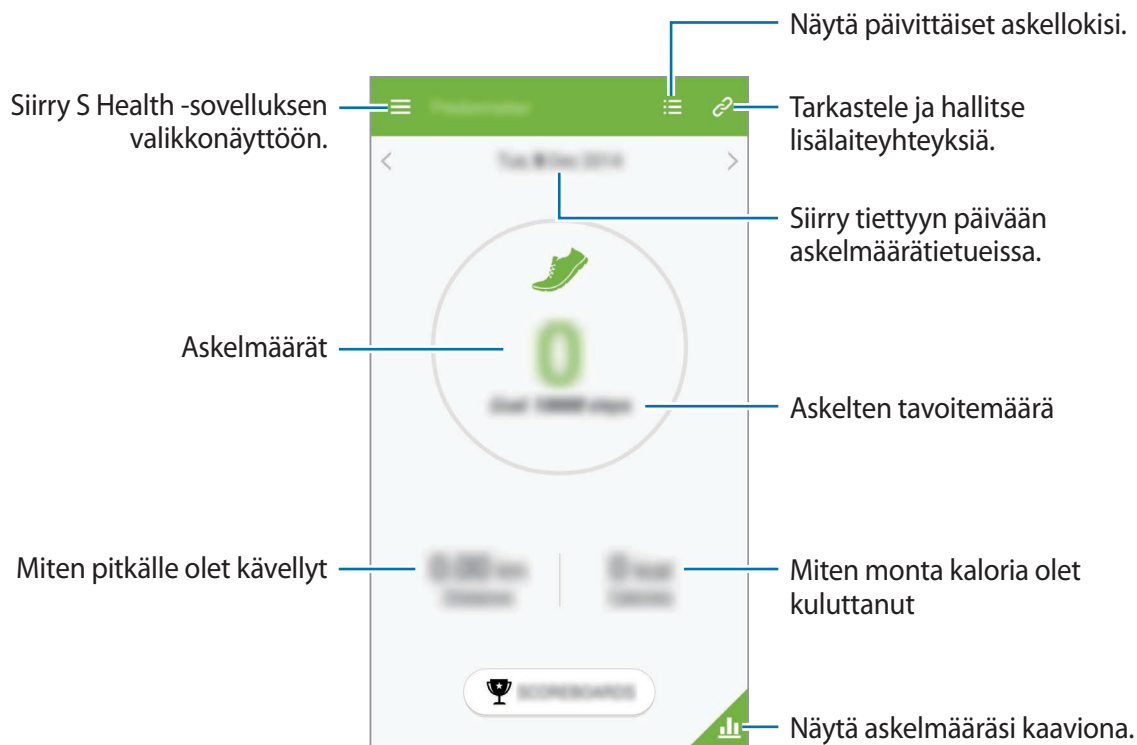 Näytä päivittäiset askellokisi.
Siirry S Health -sovelluksen
valikkonäyttöön.
Tarkastele ja hallitse
lisälaiteyhteyksiä.
Siirry tiettyyn päivään
askelmäärätietueissa.
Askelmäärät
0
Askelten tavoitemäärä
Miten pitkälle olet kävellyt
Miten monta kaloria olet
kuluttanut
SCOREBOARDS
Näytä askelmääräsi kaaviona.